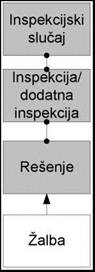 Inspekcijski
slučaj
Inspekcija/
dodatna
inspekcija
Rešenje
Žalba